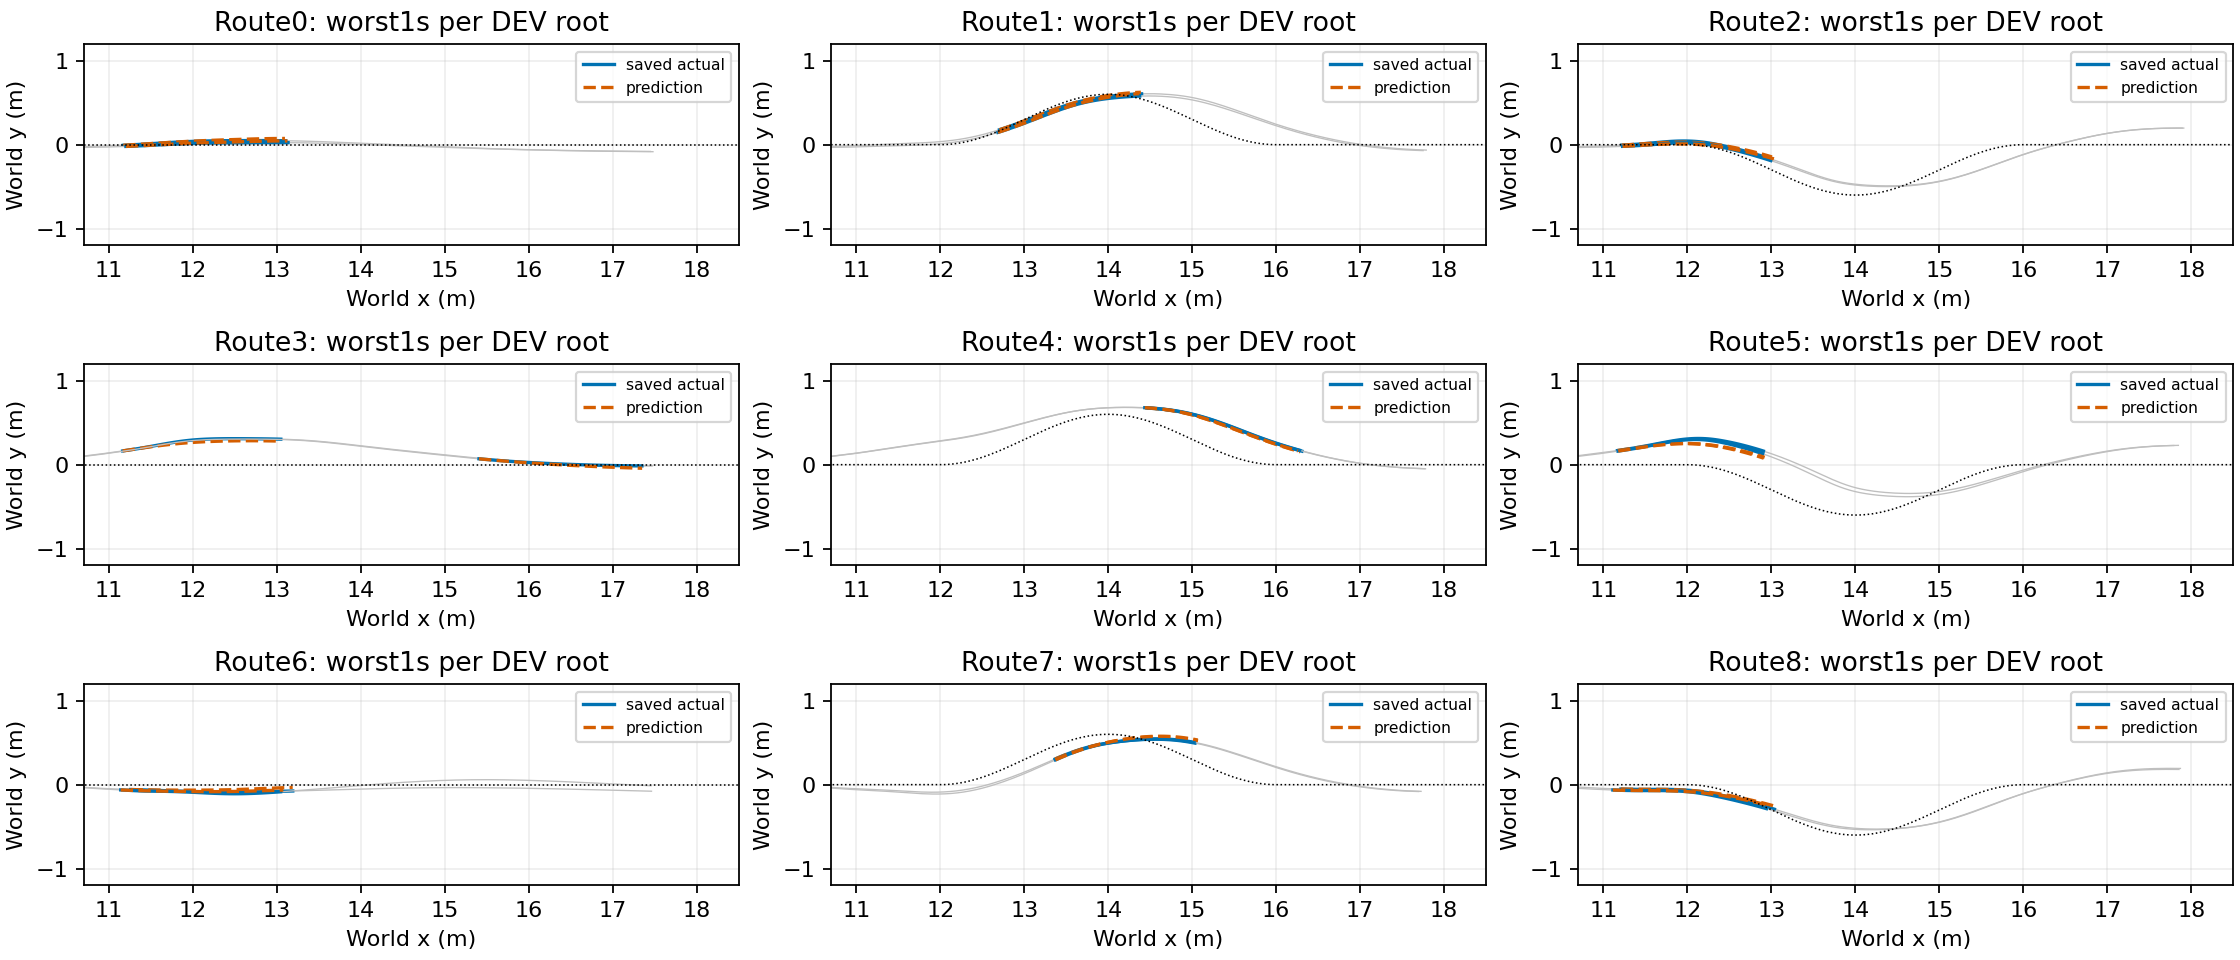 Route0: worst1s per DEV root
Route1: worst1s per DEV root
Route2: worst1s per DEV root
World y (m)
1
0
−1
saved actual
prediction
11 12 13 14 15 16 17 18
World x (m)
World y (m)
1
0
−1
saved actual
prediction
11 12 13 14 15 16 17 18
World x (m)
World y (m)
1
0
−1
saved actual
prediction
11 12 13 14 15 16 17 18
World x (m)
Route3: worst1s per DEV root
Route4: worst1s per DEV root
Route5: worst1s per DEV root
World y (m)
1
0
−1
saved actual
prediction
11 12 13 14 15 16 17 18
World x (m)
World y (m)
1
0
−1
saved actual
prediction
11 12 13 14 15 16 17 18
World x (m)
World y (m)
1
0
−1
saved actual
prediction
11 12 13 14 15 16 17 18
World x (m)
Route6: worst1s per DEV root
Route7: worst1s per DEV root
Route8: worst1s per DEV root
World y (m)
1
0
−1
saved actual
prediction
11 12 13 14 15 16 17 18
World x (m)
World y (m)
1
0
−1
saved actual
prediction
11 12 13 14 15 16 17 18
World x (m)
World y (m)
1
0
−1
saved actual
prediction
11 12 13 14 15 16 17 18
World x (m)